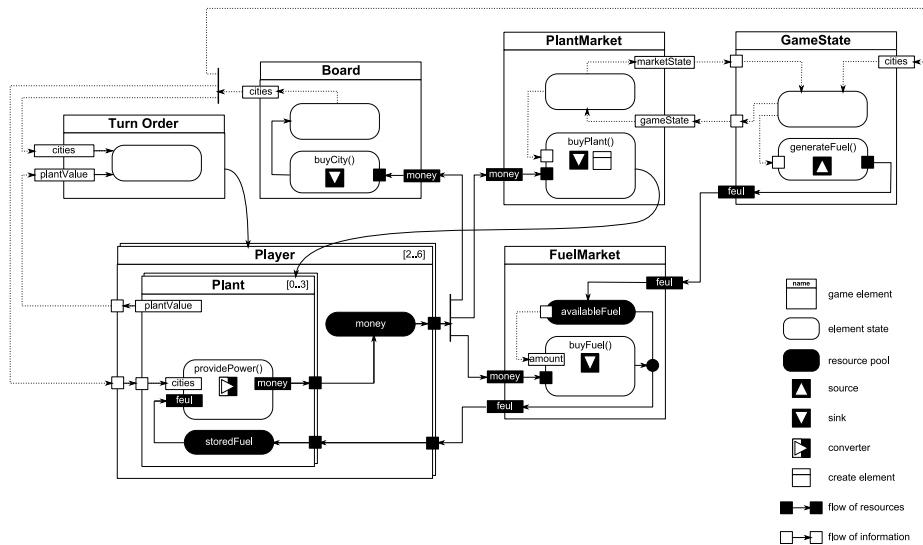 PlantMarket
GameState
Board
marketState
cities
cities
Turn Order
gameState
cities
buyCity()
buyPlant()
generateFuel()
plantValue
money
money
feul
Player
[2..6]
FuelMarket
Plant
[0..3]
feul
name
game element
plantValue
availableFuel
money
element state
buyFuel()
resource pool
amount
providePower()
source
cities
money
money
feul
feul
sink
storedFuel
converter
create element
flow of resources
flow of information